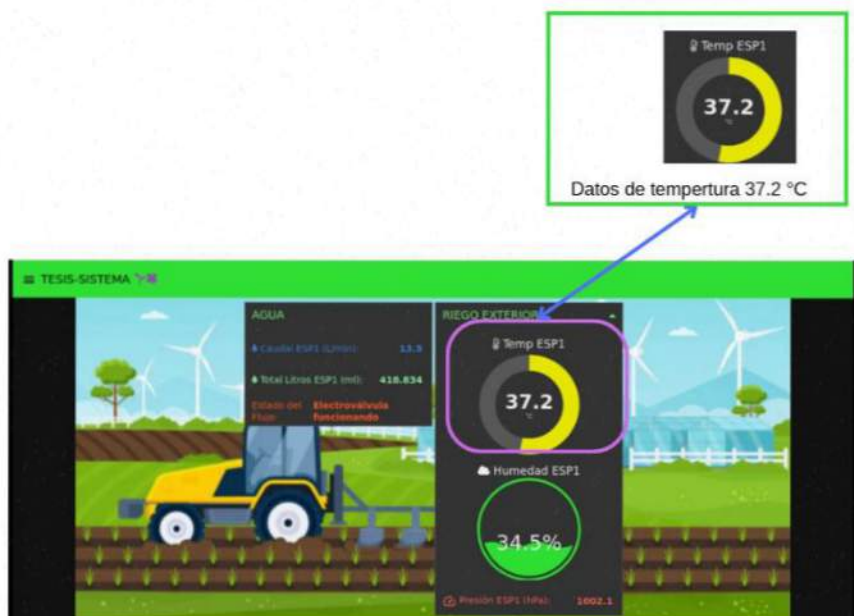 Temp ESP1
37.2
°C
Datos de tempertura 37.2 °C
TESIS-SISTEMA
AGUA
Caudal ESP1 (L/min): 13.3
Total Litros ESP1 (ml): 418.834
Estado del Flujo: Electroválvula funcionando
RIEGO EXTERIOR
Temp ESP1
37.2
°C
Humedad ESP1
34.5%
Presión ESP1 (hPa): 1002.1